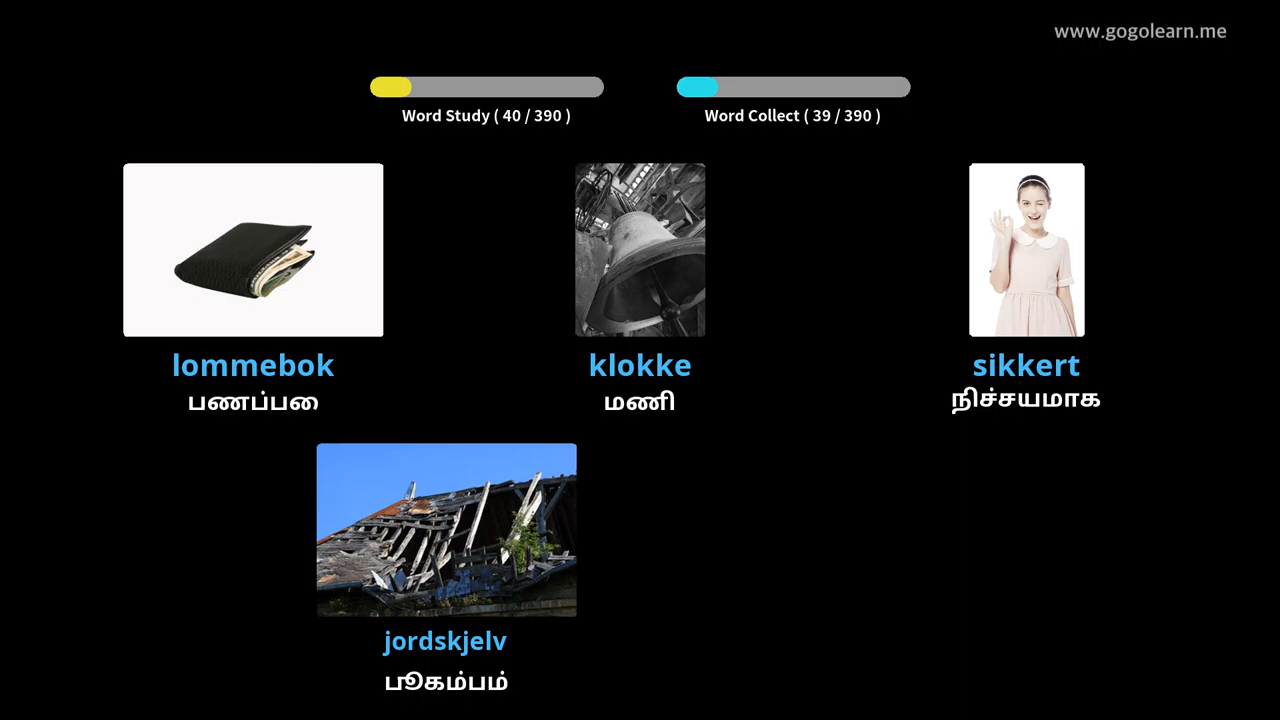 www.gogolearn.me
Word Study ( 40 / 390 )
Word Collect ( 39 / 390 )
lommebok
பணப்பை
klokke
மணி
sikkert
நிச்சயமாக
jordskjelv
பூகம்பம்